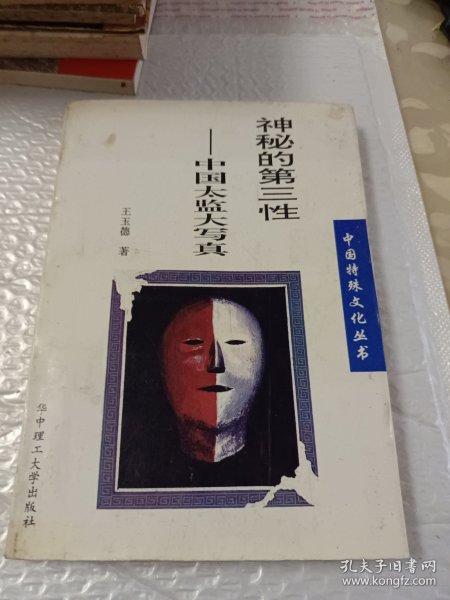 神秘的第三性
——中国太监大写真
王玉德 著
中国特殊文化丛书
华中理工大学出版社
孔夫子旧书网
www.kongfz.com